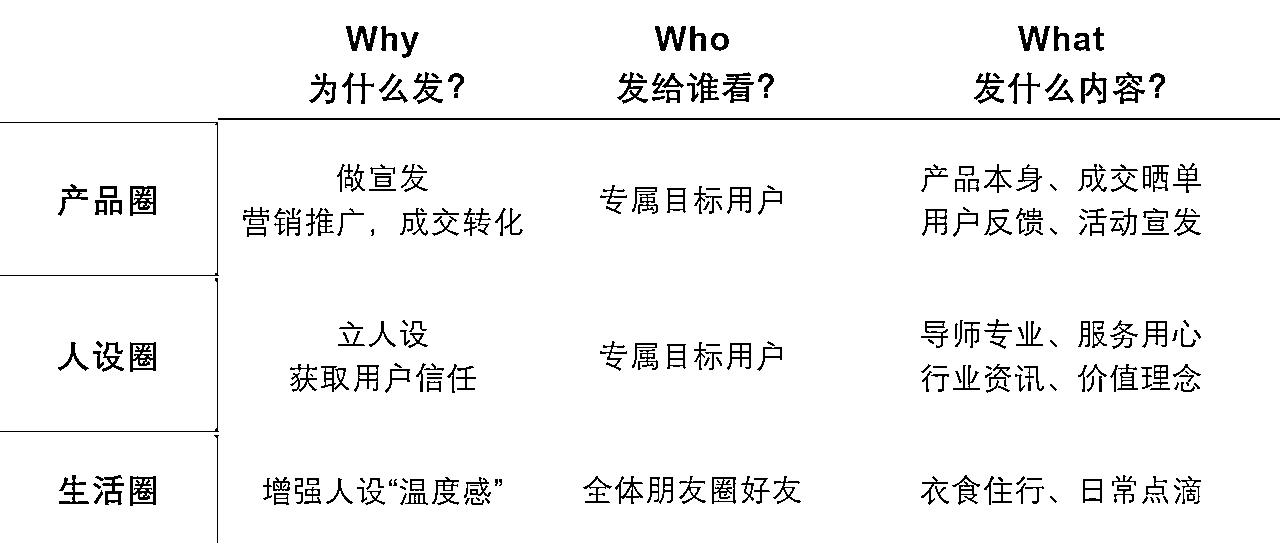 Why
Who
What
为什么发?
发给谁看?
发什么内容?
产品圈
做宣发
营销推广，成交转化
专属目标用户
产品本身、成交晒单
用户反馈、活动宣发
人设圈
立人设
获取用户信任
专属目标用户
导师专业、服务用心
行业资讯、价值理念
生活圈
增强人设“温度感”
全体朋友圈好友
衣食住行、日常点滴